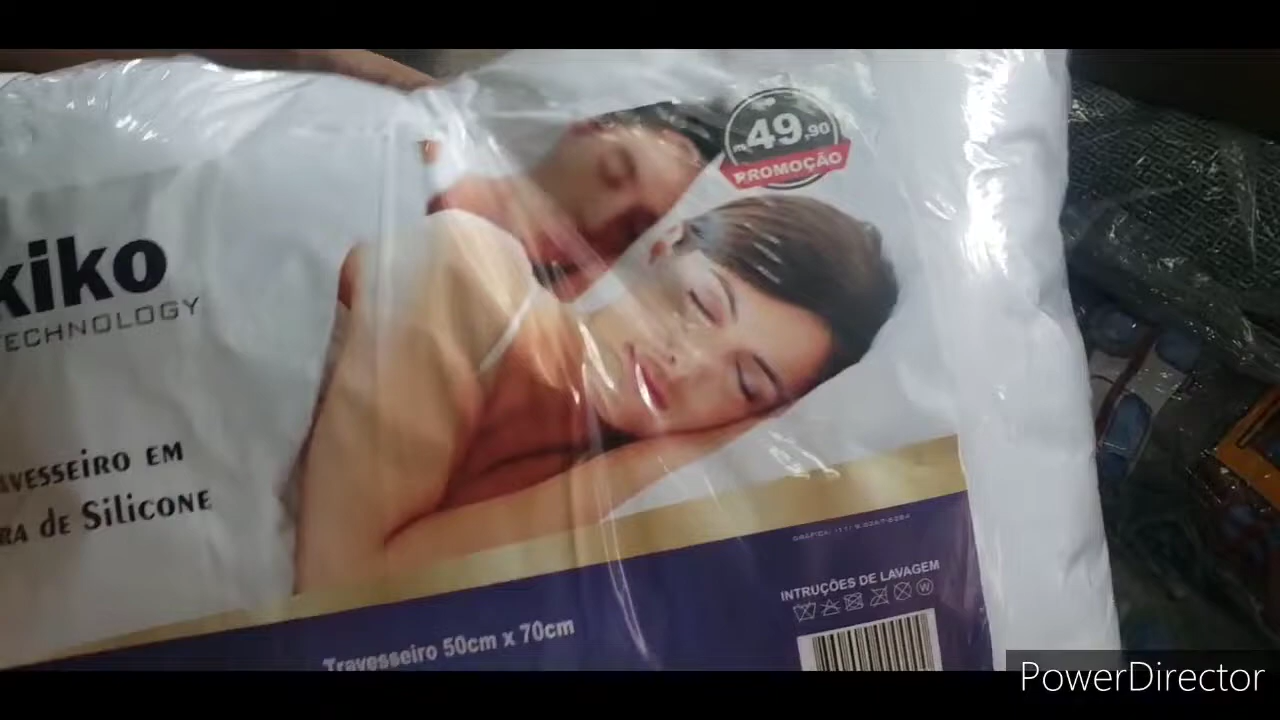 R$ 49,90
PROMOÇÃO
kiko
TECHNOLOGY
AVESSEIRO EM
RA de Silicone
INTRUÇÕES DE LAVAGEM
Travesseiro 50cm x 70cm
PowerDirector